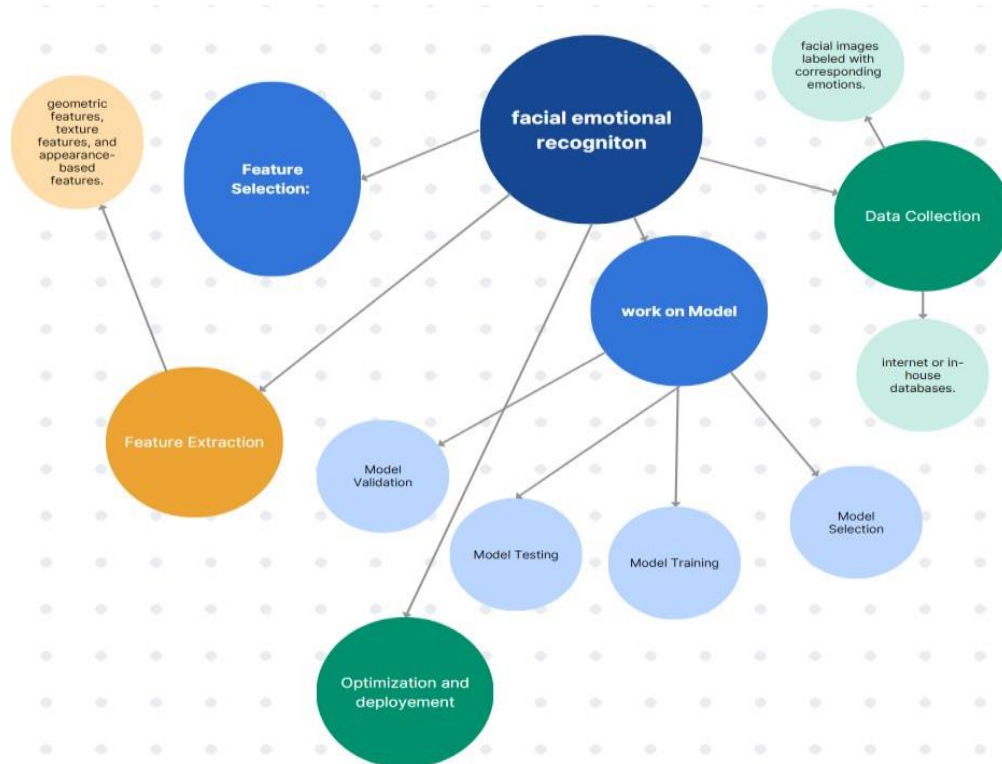 facial emotional
recogniton
facial images
labeled with
corresponding
emotions.
geometric
features,
texture
features, and
appearance-
based
features.
Feature
Selection:
Data Collection
work on Model
internet or in-
house
databases.
Feature Extraction
Model
Validation
Model Testing
Model Training
Model
Selection
Optimization and
deployement